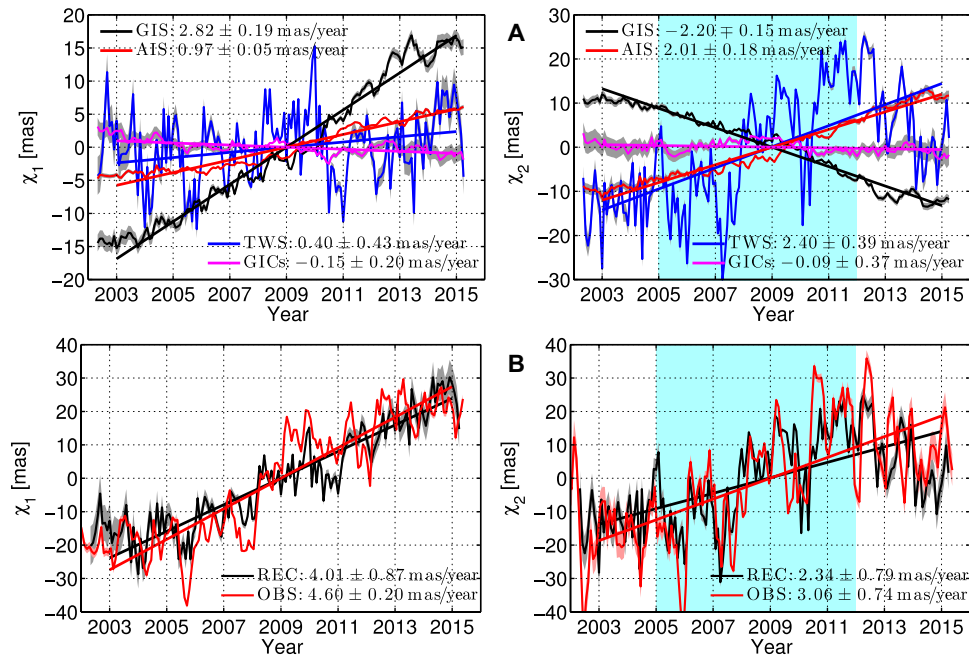 A
GIS: 2.82 ± 0.19 mas/year
AIS: 0.97 ± 0.05 mas/year
TWS: 0.40 ± 0.43 mas/year
GICs: −0.15 ± 0.20 mas/year
χ1 [mas]
20
15
10
5
0
−5
−10
−15
20
2003 2005 2007 2009 2011 2013 2015
Year
GIS: −2.20 ∓ 0.15 mas/year
AIS: 2.01 ± 0.18 mas/year
TWS: 2.40 ± 0.39 mas/year
GICs: −0.09 ± 0.37 mas/year
χ2 [mas]
30
20
10
0
−10
−20
−30
2003 2005 2007 2009 2011 2013 2015
Year
B
REC: 4.01 ± 0.87 mas/year
OBS: 4.60 ± 0.20 mas/year
χ1 [mas]
40
30
20
10
0
−10
−20
−30
40
2003 2005 2007 2009 2011 2013 2015
Year
REC: 2.34 ± 0.79 mas/year
OBS: 3.06 ± 0.74 mas/year
χ2 [mas]
40
30
20
10
0
−10
−20
−30
−40
2003 2005 2007 2009 2011 2013 2015
Year